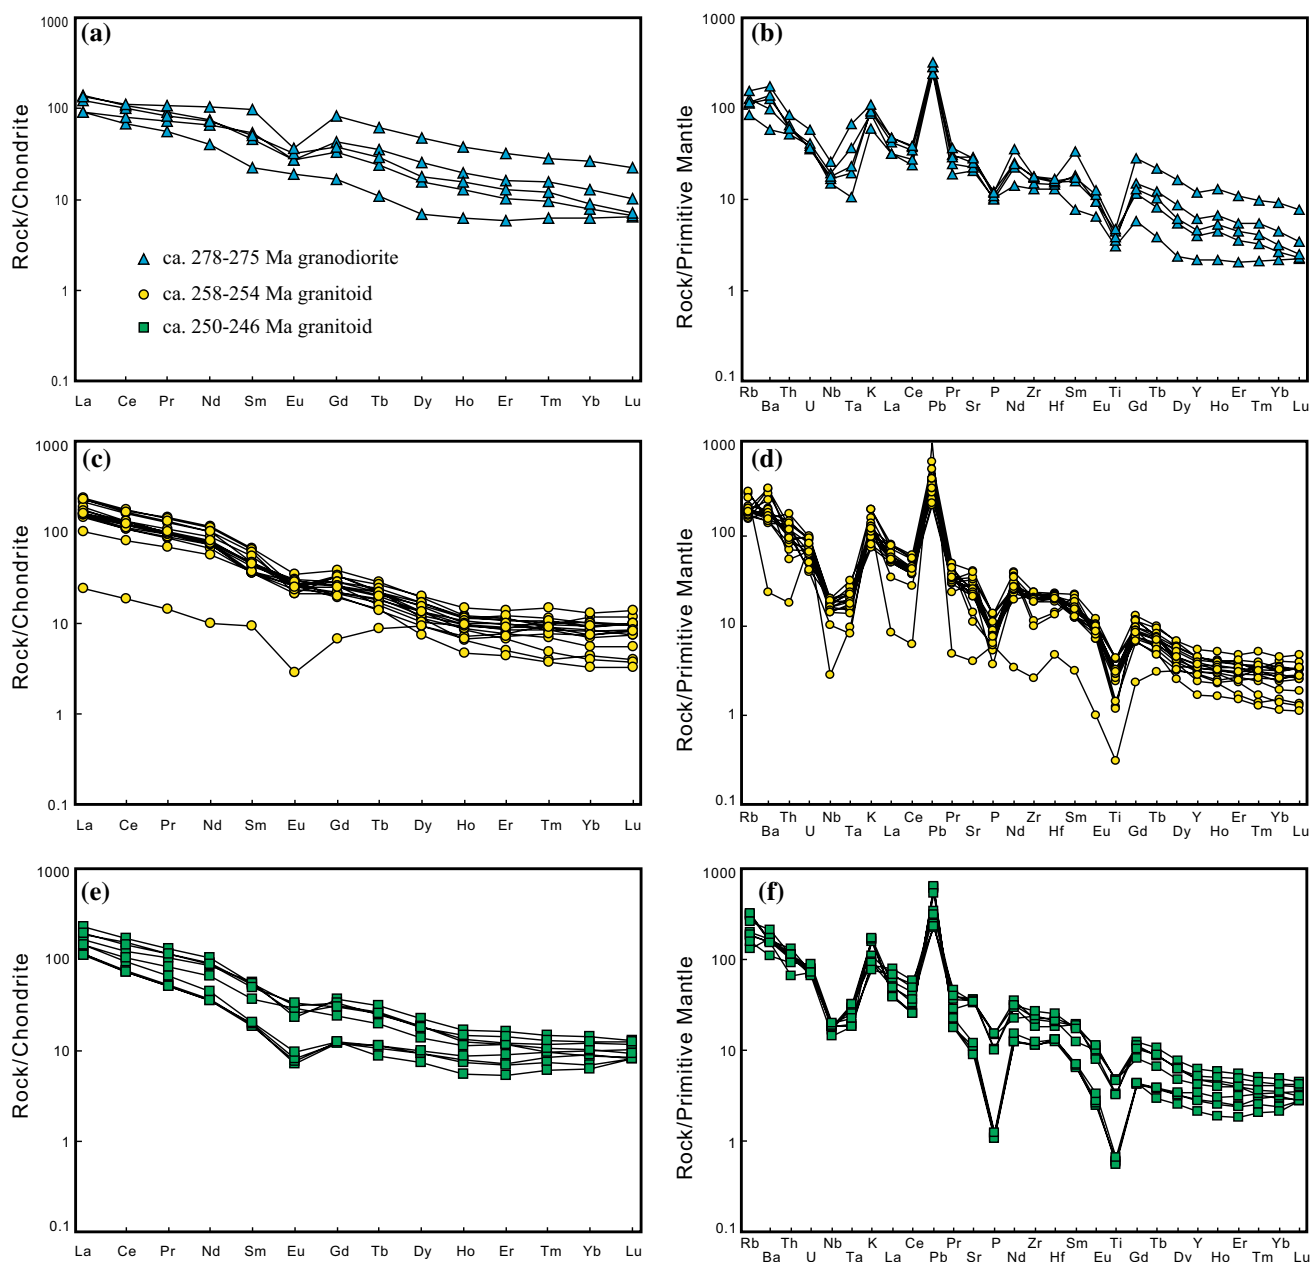 (a)
1000
100
10
1
0.1
Rock/Chondrite
ca. 278-275 Ma granodiorite
ca. 258-254 Ma granitoid
ca. 250-246 Ma granitoid
La Ce Pr Nd Sm Eu Gd Tb Dy Ho Er Tm Yb Lu
(b)
1000
100
10
1
0.1
Rock/Primitive Mantle
Rb Th Nb K Ce Pr P Zr Sm Ti Tb Y Er Yb
Ba U Ta La Pb Sr Nd Hf Eu Gd Dy Ho Tm Lu
(c)
1000
100
10
1
0.1
Rock/Chondrite
La Ce Pr Nd Sm Eu Gd Tb Dy Ho Er Tm Yb Lu
(d)
1000
100
10
1
0.1
Rock/Primitive Mantle
Rb Th Nb K Ce Pr P Zr Sm Ti Tb Y Er Yb
Ba U Ta La Pb Sr Nd Hf Eu Gd Dy Ho Tm Lu
(e)
1000
100
10
1
0.1
Rock/Chondrite
La Ce Pr Nd Sm Eu Gd Tb Dy Ho Er Tm Yb Lu
(f)
1000
100
10
1
0.1
Rock/Primitive Mantle
Rb Th Nb K Ce Pr P Zr Sm Ti Tb Y Er Yb
Ba U Ta La Pb Sr Nd Hf Eu Gd Dy Ho Tm Lu